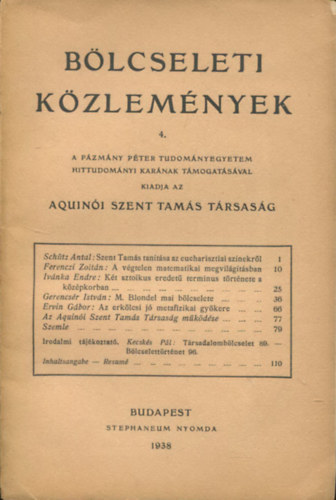 BÖLCSELETI
KÖZLEMÉNYEK
4.
A PÁZMÁNY PÉTER TUDOMÁNYEGYETEM
HITTUDOMÁNYI KARÁNAK TÁMOGATÁSÁVAL
KIADJA AZ
AQUINÓI SZENT TAMÁS TÁRSASÁG
Schütz Antal: Szent Tamás tanítása az eucharisztiai színekről 1
Ferenczi Zoltán: A végtelen matematikai megvilágításban 10
Ivánka Endre: Két sztoikus eredetű terminus története a
középkorban ... 25
Gerencsér István: M. Blondel mai bölcselete ... 36
Ervin Gábor: Az erkölcsi jó metafizikai gyökere ... 66
Az Aquinói Szent Tamás Társaság működése ... 77
Szemle ... 79
Irodalmi tájékoztató. Kecskés Pál: Társadalombölcselet 89. —
Bölcselettörténet 96.
Inhaltsangabe — Resumé ... 110
BUDAPEST
STEPHANEUM NYOMDA
1938